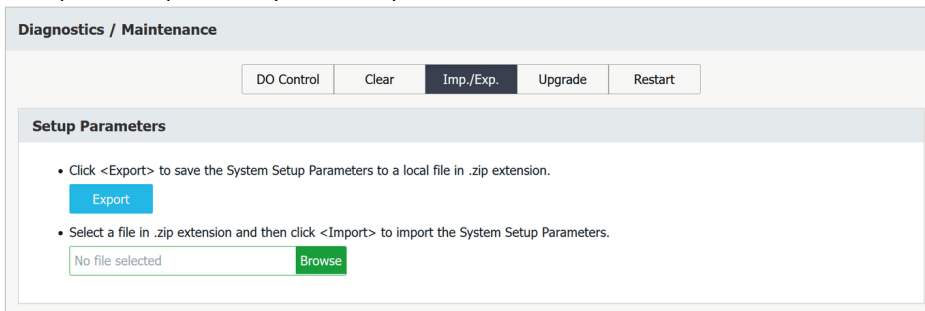 Diagnostics / Maintenance
DO Control Clear Imp./Exp. Upgrade Restart
Setup Parameters
• Click <Export> to save the System Setup Parameters to a local file in .zip extension.
Export
• Select a file in .zip extension and then click <Import> to import the System Setup Parameters.
No file selected Browse